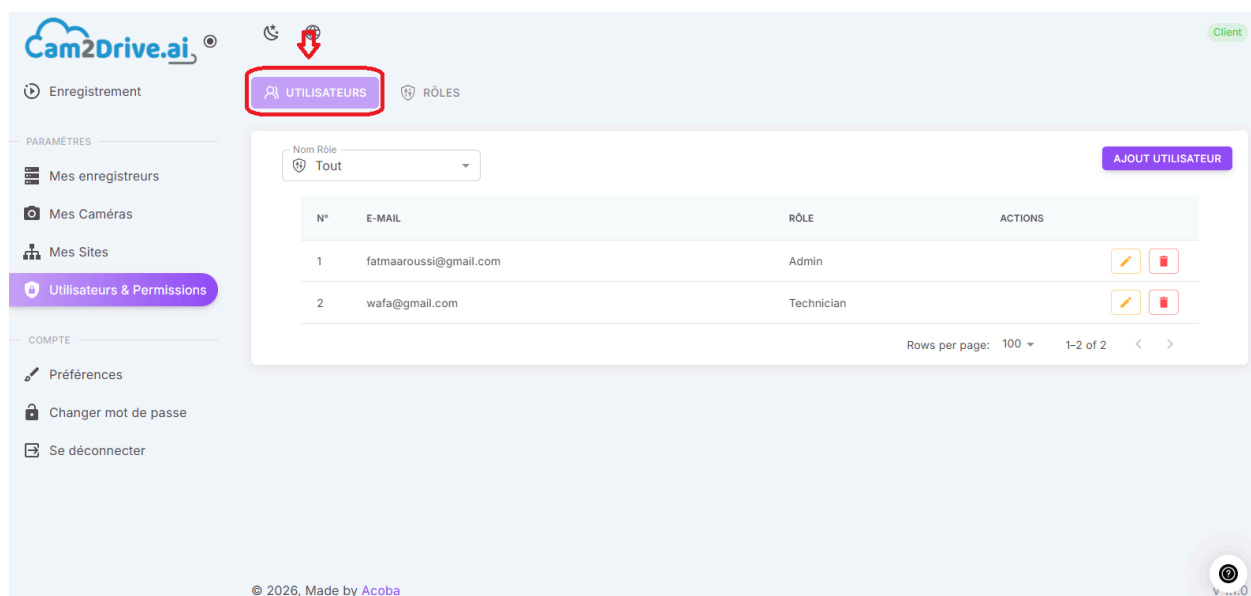 Cam2Drive.ai
Client
Enregistrement
UTILISATEURS
RÔLES
PARAMÈTRES
Mes enregistreurs
Mes Caméras
Mes Sites
Utilisateurs & Permissions
COMPTE
Préférences
Changer mot de passe
Se déconnecter
Nom Rôle
Tout
AJOUT UTILISATEUR
N° E-MAIL RÔLE ACTIONS
1 fatmaaroussi@gmail.com Admin
2 wafa@gmail.com Technician
Rows per page: 100 1–2 of 2
© 2026, Made by Acoba